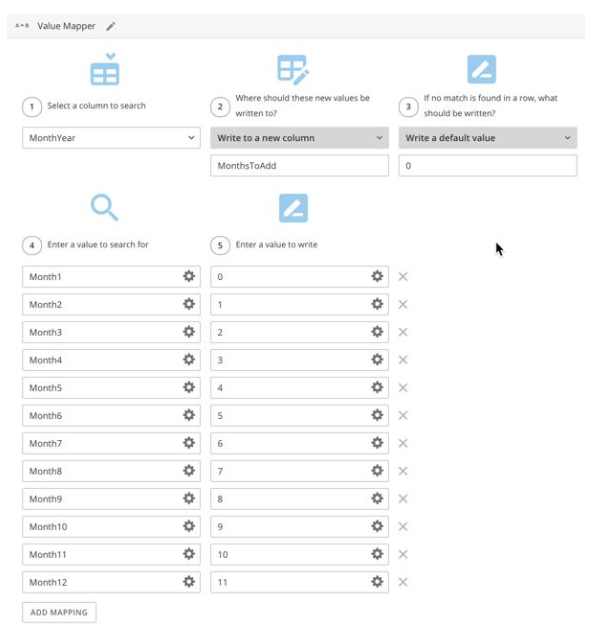 A→B Value Mapper
1 Select a column to search
2 Where should these new values be written to?
3 If no match is found in a row, what should be written?
MonthYear
Write to a new column
Write a default value
MonthsToAdd
0
4 Enter a value to search for
5 Enter a value to write
Month1 0
Month2 1
Month3 2
Month4 3
Month5 4
Month6 5
Month7 6
Month8 7
Month9 8
Month10 9
Month11 10
Month12 11
ADD MAPPING